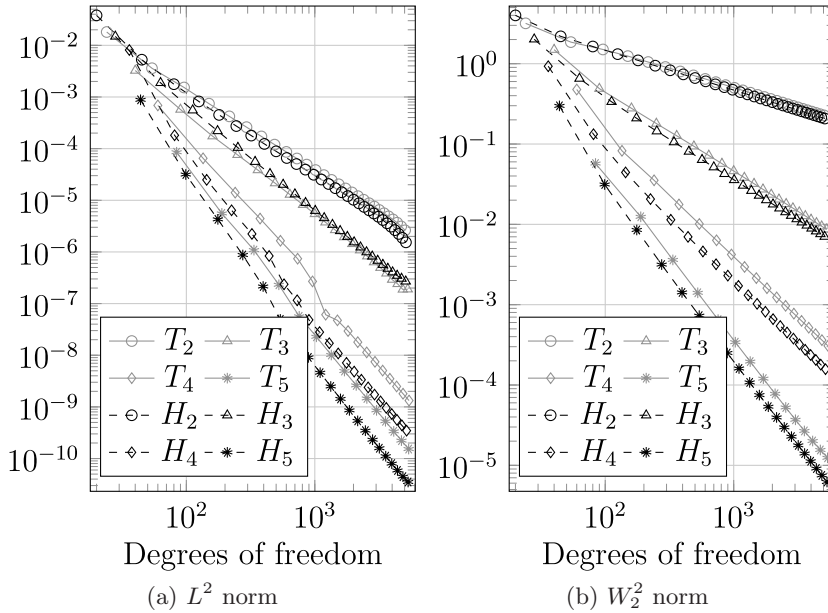 10^{-2}
10^{-3}
10^{-4}
10^{-5}
10^{-6}
10^{-7}
10^{-8}
10^{-9}
10^{-10}
T_2 T_3
T_4 T_5
H_2 H_3
H_4 H_5
10^2 10^3
Degrees of freedom
(a) L^2 norm
10^0
10^{-1}
10^{-2}
10^{-3}
10^{-4}
10^{-5}
T_2 T_3
T_4 T_5
H_2 H_3
H_4 H_5
10^2 10^3
Degrees of freedom
(b) W_2^2 norm